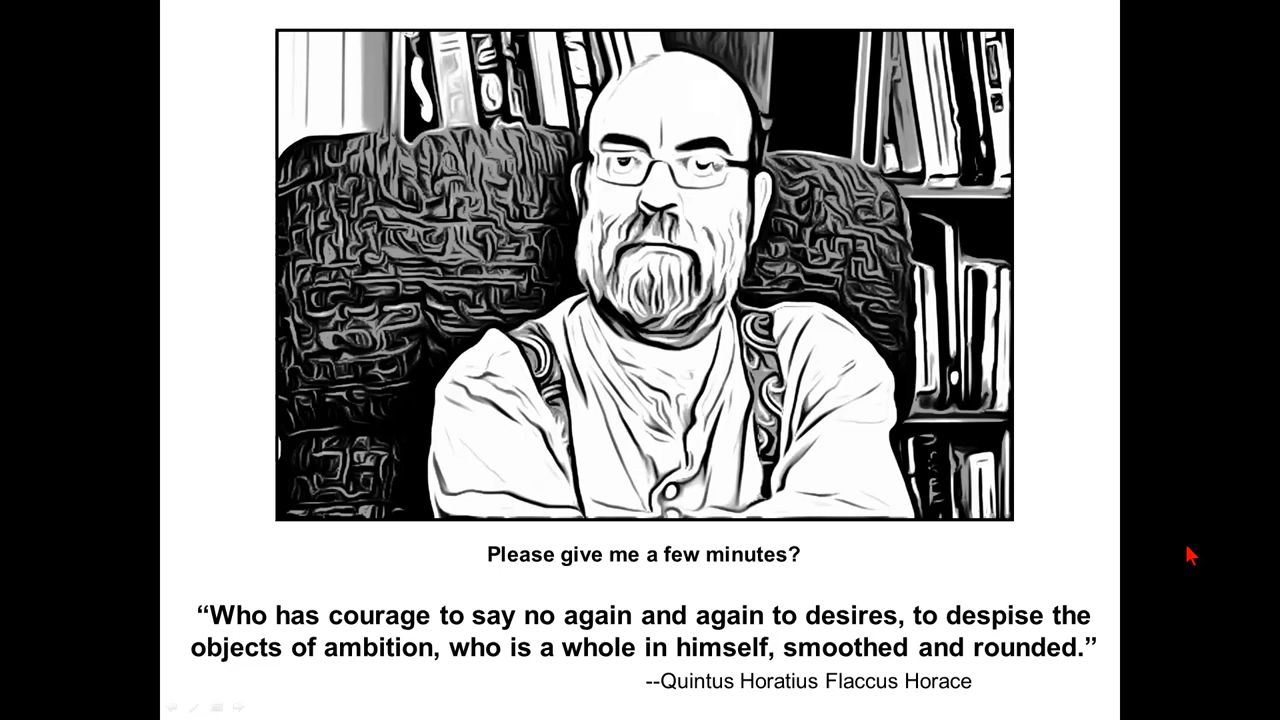 Please give me a few minutes?
“Who has courage to say no again and again to desires, to despise the
objects of ambition, who is a whole in himself, smoothed and rounded.”
--Quintus Horatius Flaccus Horace